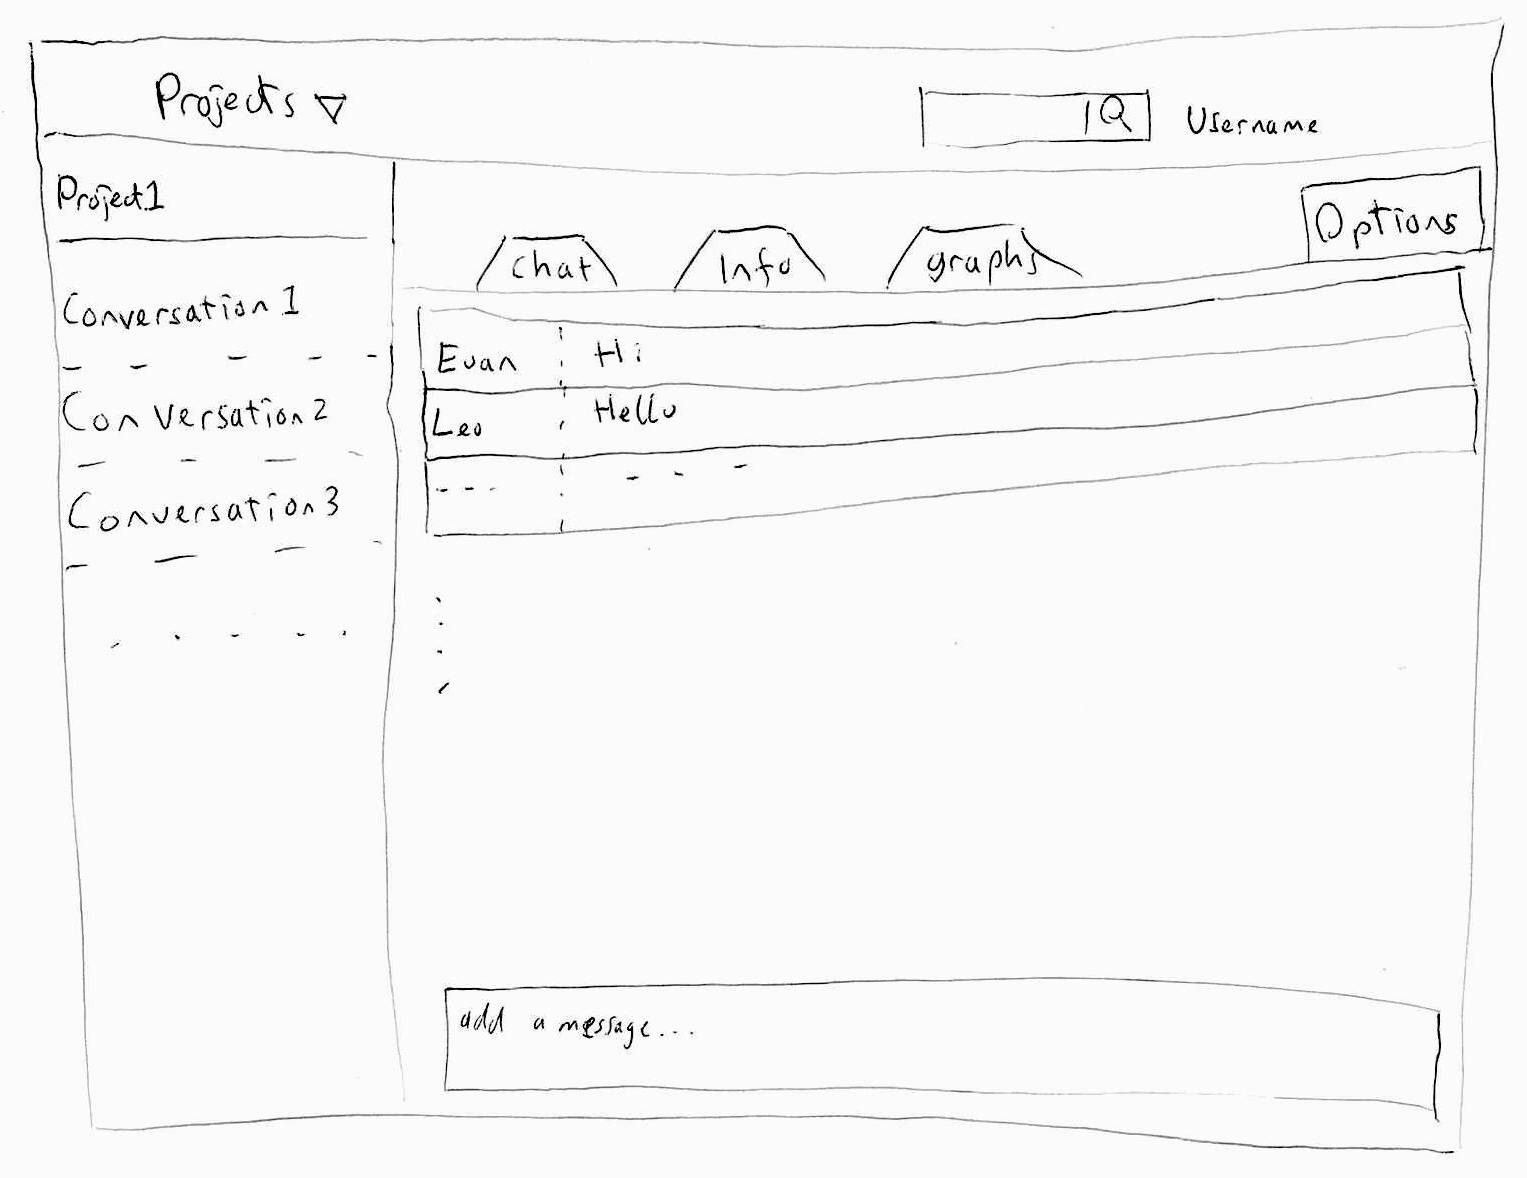 Projects ▽
Username
Project1
Options
Chat
Info
graphs
Conversation 1
Conversation 2
Conversation 3
Evan
Hi
Leo
Hello
add a message...